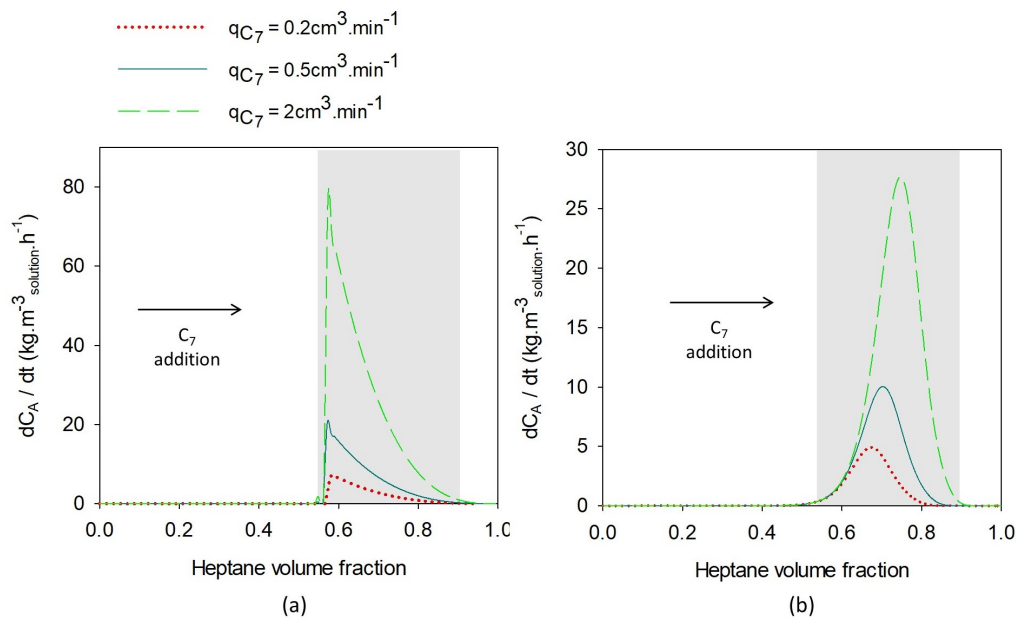 qC7 = 0.2cm3.min-1
qC7 = 0.5cm3.min-1
qC7 = 2cm3.min-1
dCA / dt (kg.m-3solution.h-1)
80
60
40
20
0
C7
addition
0.0 0.2 0.4 0.6 0.8 1.0
Heptane volume fraction
(a)
dCA / dt (kg.m-3solution.h-1)
30
25
20
15
10
5
0
C7
addition
0.0 0.2 0.4 0.6 0.8 1.0
Heptane volume fraction
(b)